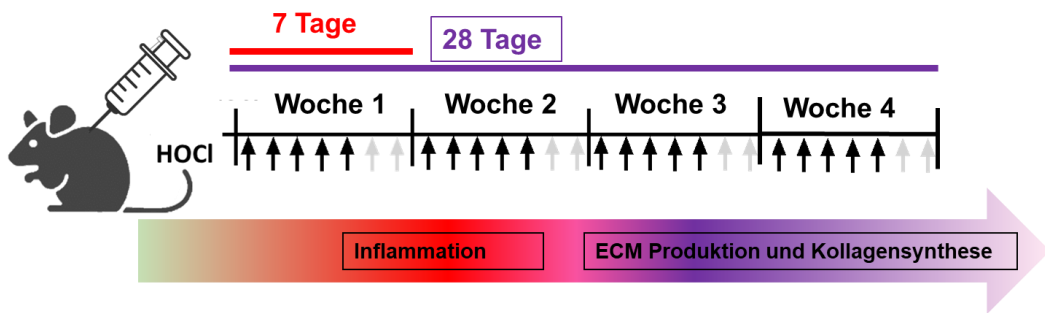 7 Tage
28 Tage
Woche 1 Woche 2 Woche 3 Woche 4
HOCl
Inflammation ECM Produktion und Kollagensynthese